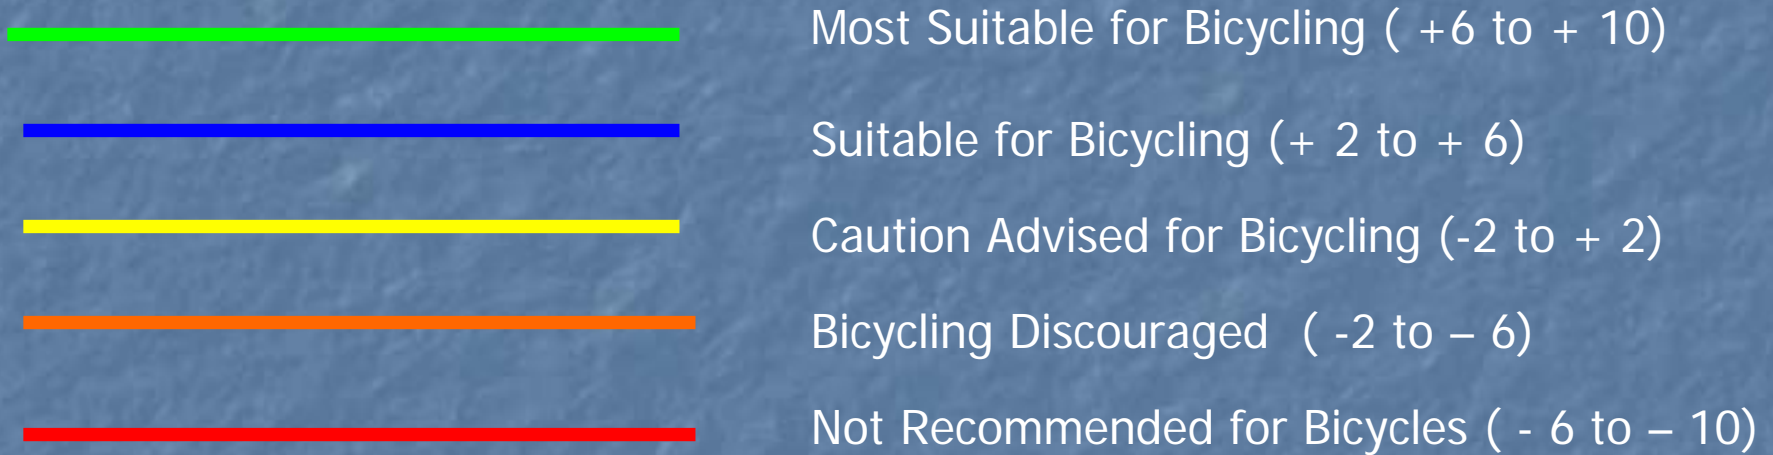 Most Suitable for Bicycling ( +6 to + 10)
Suitable for Bicycling (+ 2 to + 6)
Caution Advised for Bicycling (-2 to + 2)
Bicycling Discouraged  ( -2 to – 6)
Not Recommended for Bicycles ( - 6 to – 10)